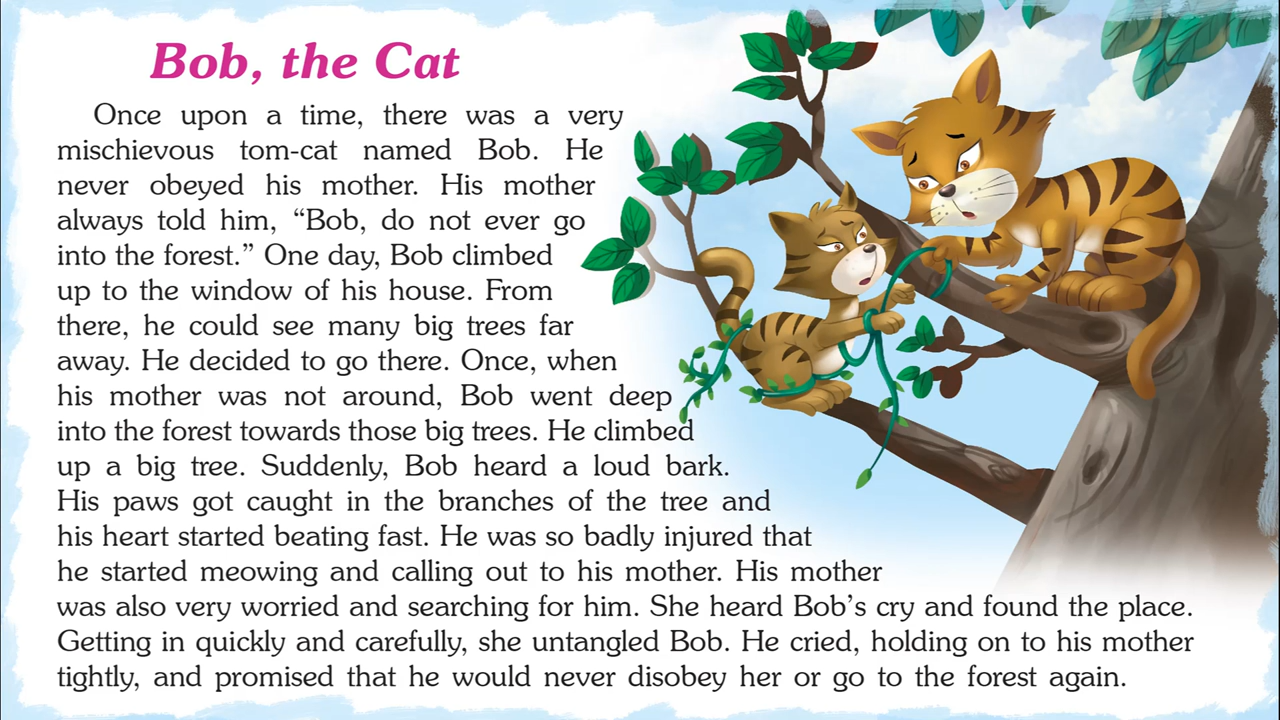 Bob, the Cat
Once upon a time, there was a very
mischievous tom-cat named Bob. He
never obeyed his mother. His mother
always told him, “Bob, do not ever go
into the forest.” One day, Bob climbed
up to the window of his house. From
there, he could see many big trees far
away. He decided to go there. Once, when
his mother was not around, Bob went deep
into the forest towards those big trees. He climbed
up a big tree. Suddenly, Bob heard a loud bark.
His paws got caught in the branches of the tree and
his heart started beating fast. He was so badly injured that
he started meowing and calling out to his mother. His mother
was also very worried and searching for him. She heard Bob’s cry and found the place.
Getting in quickly and carefully, she untangled Bob. He cried, holding on to his mother
tightly, and promised that he would never disobey her or go to the forest again.